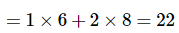 = 1 × 6 + 2 × 8 = 22